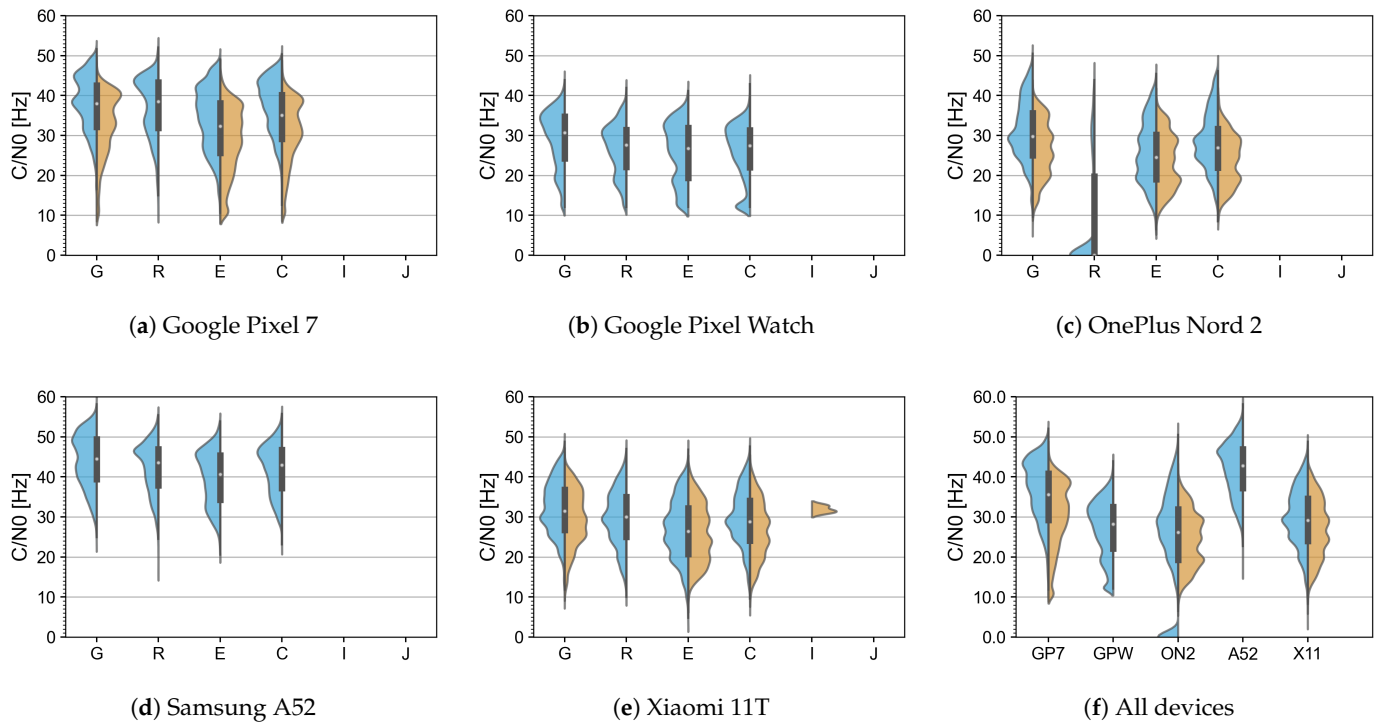 60
50
40
30
20
10
0
C/N0 [Hz]
G R E C I J
(a) Google Pixel 7
60
50
40
30
20
10
0
C/N0 [Hz]
G R E C I J
(b) Google Pixel Watch
60
50
40
30
20
10
0
C/N0 [Hz]
G R E C I J
(c) OnePlus Nord 2
60
50
40
30
20
10
0
C/N0 [Hz]
G R E C I J
(d) Samsung A52
60
50
40
30
20
10
0
C/N0 [Hz]
G R E C I J
(e) Xiaomi 11T
60.0
50.0
40.0
30.0
20.0
10.0
0.0
C/N0 [Hz]
GP7 GPW ON2 A52 X11
(f) All devices